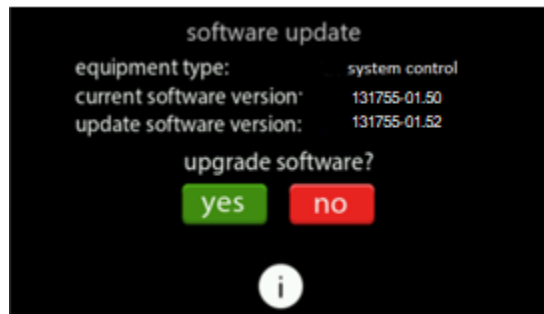 software update
equipment type: system control
current software version: 131755-01.50
update software version: 131755-01.52
upgrade software?
yes no
i